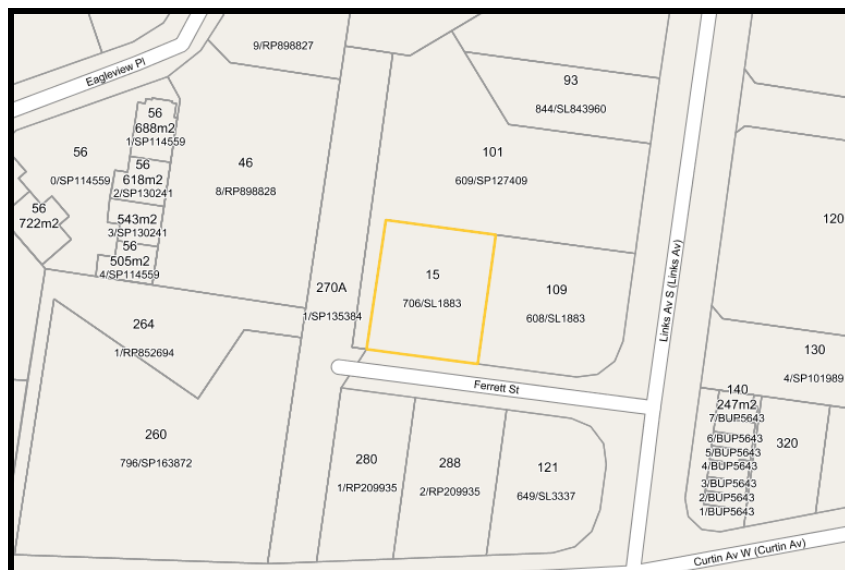 9/RP898827
Eagleview Pl
93
844/SL843960
56
688m2
1/SP114559
56
0/SP114559
101
609/SP127409
46
8/RP898828
56
618m2
2/SP130241
56
722m2
543m2
3/SP130241
56
505m2
4/SP114559
120
15
706/SL1883
109
608/SL1883
270A
1/SP135384
Links Av S (Links Av)
264
1/RP852694
130
4/SP101989
Ferrett St
140
247m2
7/BUP5643
6/BUP5643
5/BUP5643
4/BUP5643
3/BUP5643
2/BUP5643
1/BUP5643
320
260
796/SP163872
280
1/RP209935
288
2/RP209935
121
649/SL3337
Curtin Av W (Curtin Av)